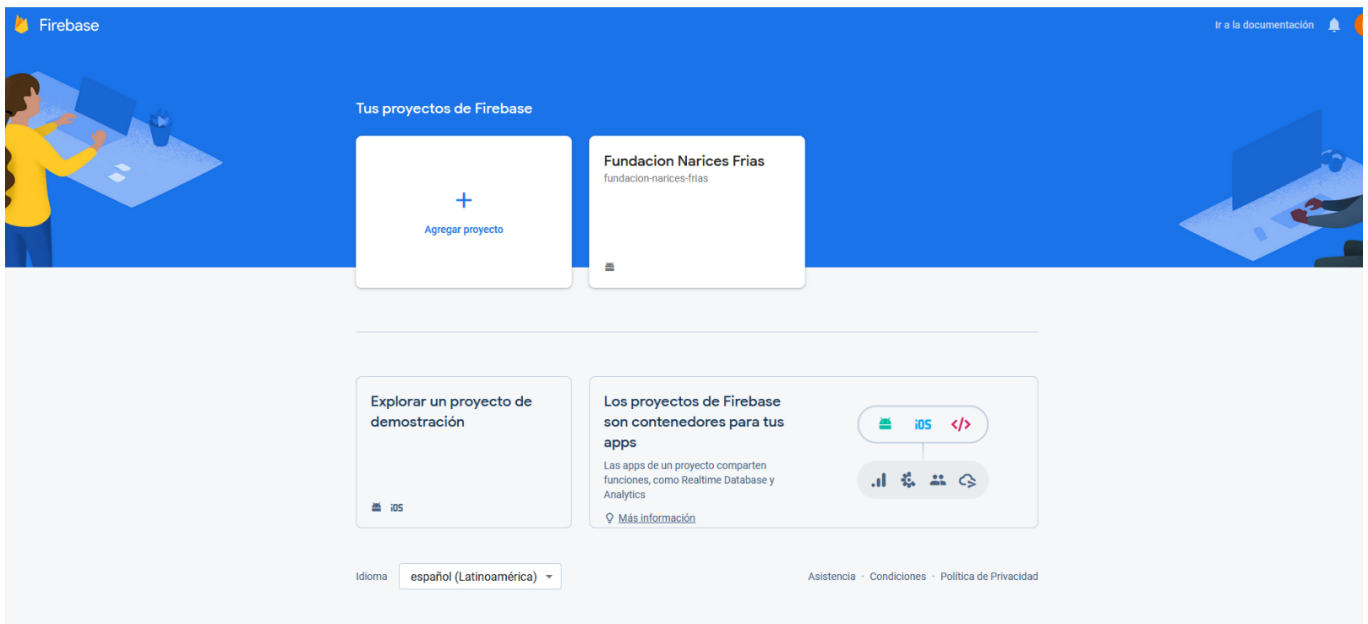 Firebase
Ir a la documentación
Tus proyectos de Firebase
Agregar proyecto
Fundacion Narices Frias
fundacion-narices-frias
Explorar un proyecto de
demostración
iOS
Los proyectos de Firebase
son contenedores para tus
apps
Las apps de un proyecto comparten
funciones, como Realtime Database y
Analytics
Más información
iOS </>
Idioma español (Latinoamérica)
Asistencia · Condiciones · Política de Privacidad